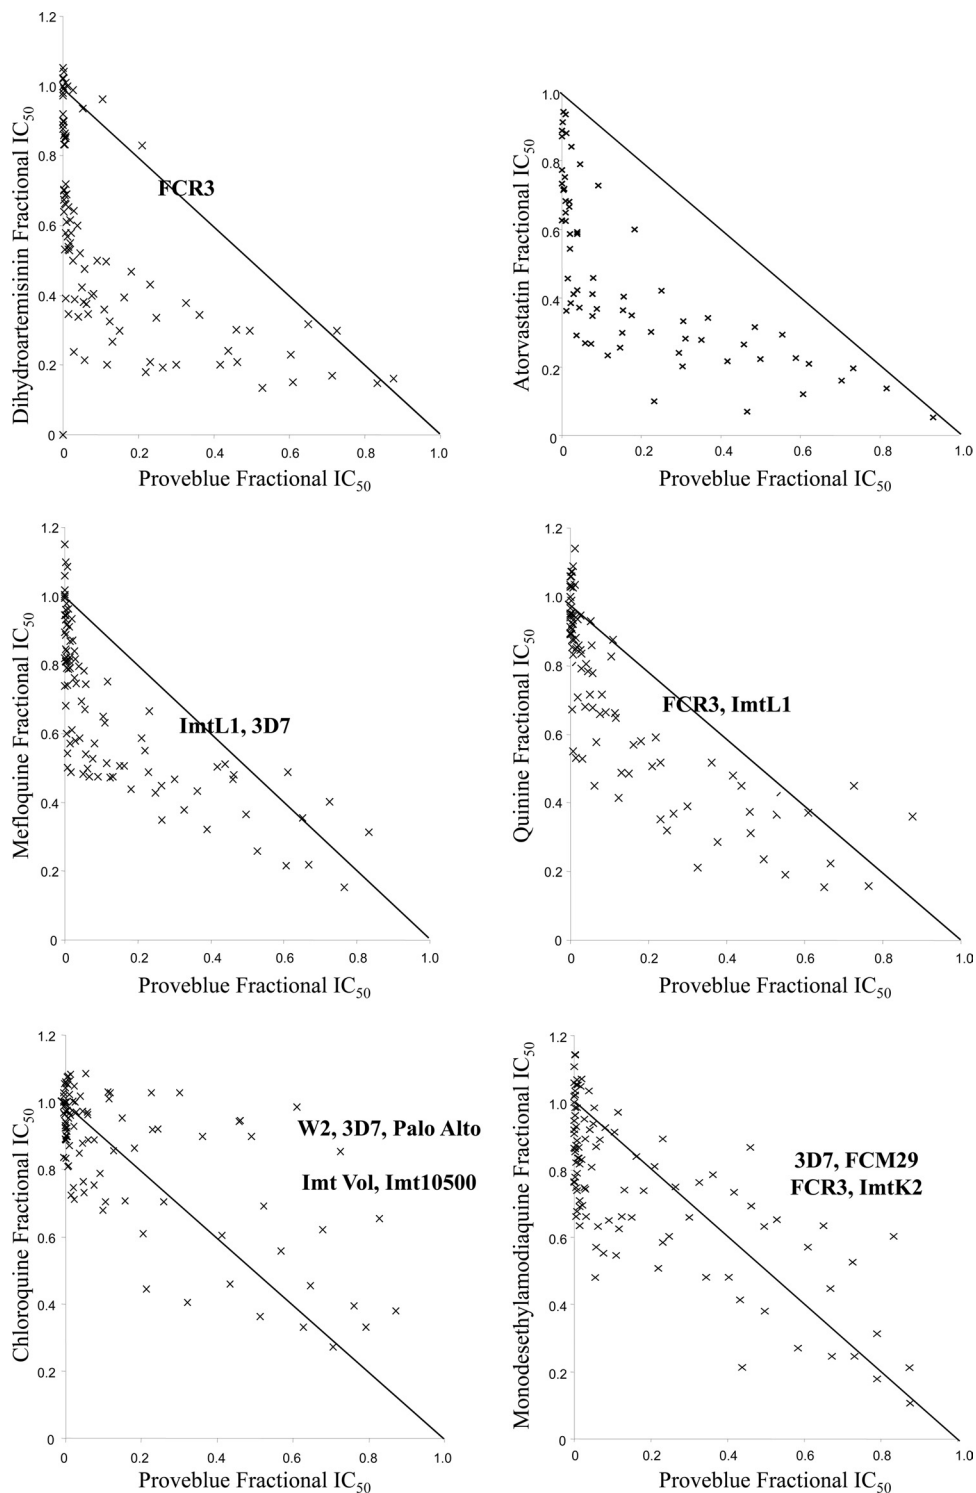 1.2
1.0
0.8
0.6
0.4
0.2
0
Dihydroartemisinin Fractional IC50
FCR3
0 0.2 0.4 0.6 0.8 1.0
Proveblue Fractional IC50
1.0
0.8
0.6
0.4
0.2
0
Atorvastatin Fractional IC50
0 0.2 0.4 0.6 0.8 1.0
Proveblue Fractional IC50
1.2
1.0
0.8
0.6
0.4
0.2
0
Mefloquine Fractional IC50
ImtL1, 3D7
0 0.2 0.4 0.6 0.8 1.0
Proveblue Fractional IC50
1.2
1.0
0.8
0.6
0.4
0.2
0
Quinine Fractional IC50
FCR3, ImtL1
0 0.2 0.4 0.6 0.8 1.0
Proveblue Fractional IC50
1.2
1.0
0.8
0.6
0.4
0.2
0
Chloroquine Fractional IC50
W2, 3D7, Palo Alto
Imt Vol, Imt10500
0 0.2 0.4 0.6 0.8 1.0
Proveblue Fractional IC50
1.2
1.0
0.8
0.6
0.4
0.2
0
Monodesethylamodiaquine Fractional IC50
3D7, FCM29
FCR3, ImtK2
0 0.2 0.4 0.6 0.8 1.0
Proveblue Fractional IC50